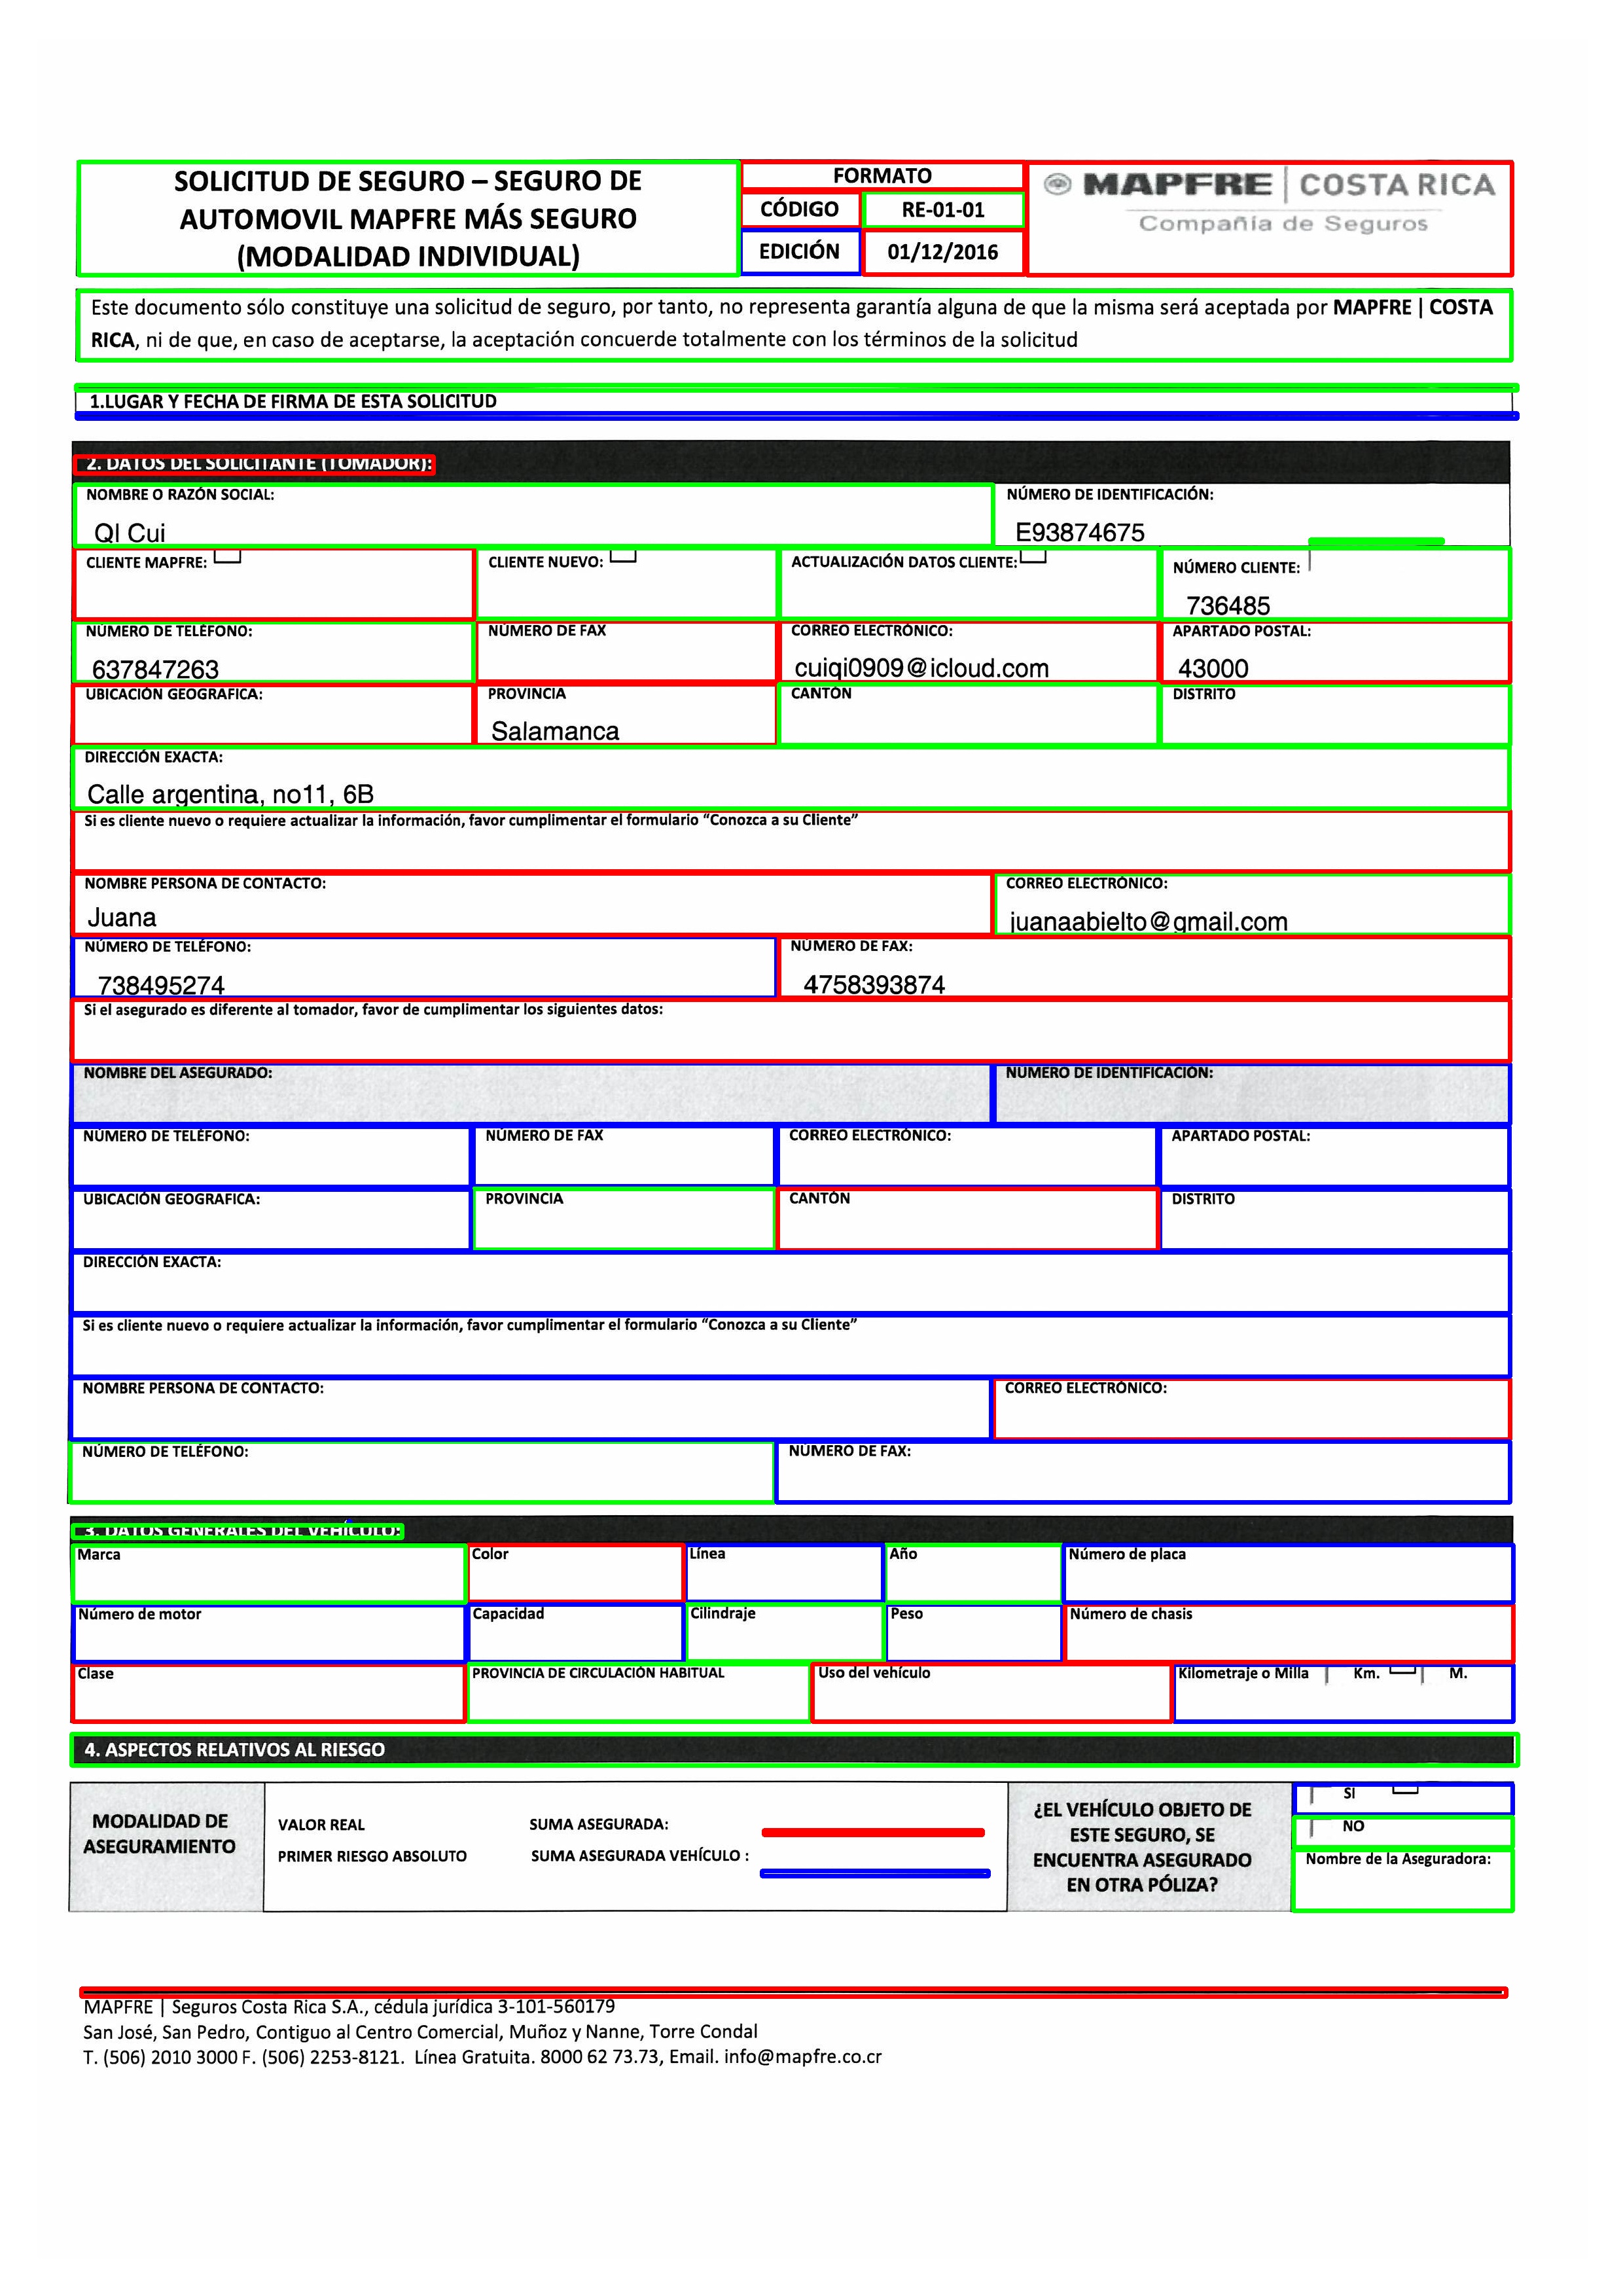 SOLICITUD DE SEGURO – SEGURO DE
AUTOMOVIL MAPFRE MÁS SEGURO
(MODALIDAD INDIVIDUAL)
FORMATO
CÓDIGO RE-01-01
EDICIÓN 01/12/2016
MAPFRE | COSTA RICA
Compañía de Seguros
Este documento sólo constituye una solicitud de seguro, por tanto, no representa garantía alguna de que la misma será aceptada por MAPFRE | COSTA
RICA, ni de que, en caso de aceptarse, la aceptación concuerde totalmente con los términos de la solicitud
1.LUGAR Y FECHA DE FIRMA DE ESTA SOLICITUD
2. DATOS DEL SOLICITANTE (TOMADOR):
NOMBRE O RAZÓN SOCIAL: NÚMERO DE IDENTIFICACIÓN:
QI Cui E93874675
CLIENTE MAPFRE: CLIENTE NUEVO: ACTUALIZACIÓN DATOS CLIENTE: NÚMERO CLIENTE:
736485
NÚMERO DE TELÉFONO: NÚMERO DE FAX CORREO ELECTRÓNICO: APARTADO POSTAL:
637847263 cuiqi0909@icloud.com 43000
UBICACIÓN GEOGRAFICA: PROVINCIA CANTÓN DISTRITO
Salamanca
DIRECCIÓN EXACTA:
Calle argentina, no11, 6B
Si es cliente nuevo o requiere actualizar la información, favor cumplimentar el formulario “Conozca a su Cliente”
NOMBRE PERSONA DE CONTACTO: CORREO ELECTRÓNICO:
Juana juanaabielto@gmail.com
NÚMERO DE TELÉFONO: NÚMERO DE FAX:
738495274 4758393874
Si el asegurado es diferente al tomador, favor de cumplimentar los siguientes datos:
NOMBRE DEL ASEGURADO: NÚMERO DE IDENTIFICACIÓN:
NÚMERO DE TELÉFONO: NÚMERO DE FAX CORREO ELECTRÓNICO: APARTADO POSTAL:
UBICACIÓN GEOGRAFICA: PROVINCIA CANTÓN DISTRITO
DIRECCIÓN EXACTA:
Si es cliente nuevo o requiere actualizar la información, favor cumplimentar el formulario “Conozca a su Cliente”
NOMBRE PERSONA DE CONTACTO: CORREO ELECTRÓNICO:
NÚMERO DE TELÉFONO: NÚMERO DE FAX:
3. DATOS GENERALES DEL VEHÍCULO:
Marca Color Línea Año Número de placa
Número de motor Capacidad Cilindraje Peso Número de chasis
Clase PROVINCIA DE CIRCULACIÓN HABITUAL Uso del vehículo Kilometraje o Milla Km. M.
4. ASPECTOS RELATIVOS AL RIESGO
MODALIDAD DE
ASEGURAMIENTO
VALOR REAL SUMA ASEGURADA:
PRIMER RIESGO ABSOLUTO SUMA ASEGURADA VEHÍCULO :
¿EL VEHÍCULO OBJETO DE
ESTE SEGURO, SE
ENCUENTRA ASEGURADO
EN OTRA PÓLIZA?
SI
NO
Nombre de la Aseguradora:
MAPFRE | Seguros Costa Rica S.A., cédula jurídica 3-101-560179
San José, San Pedro, Contiguo al Centro Comercial, Muñoz y Nanne, Torre Condal
T. (506) 2010 3000 F. (506) 2253-8121. Línea Gratuita. 8000 62 73.73, Email. info@mapfre.co.cr